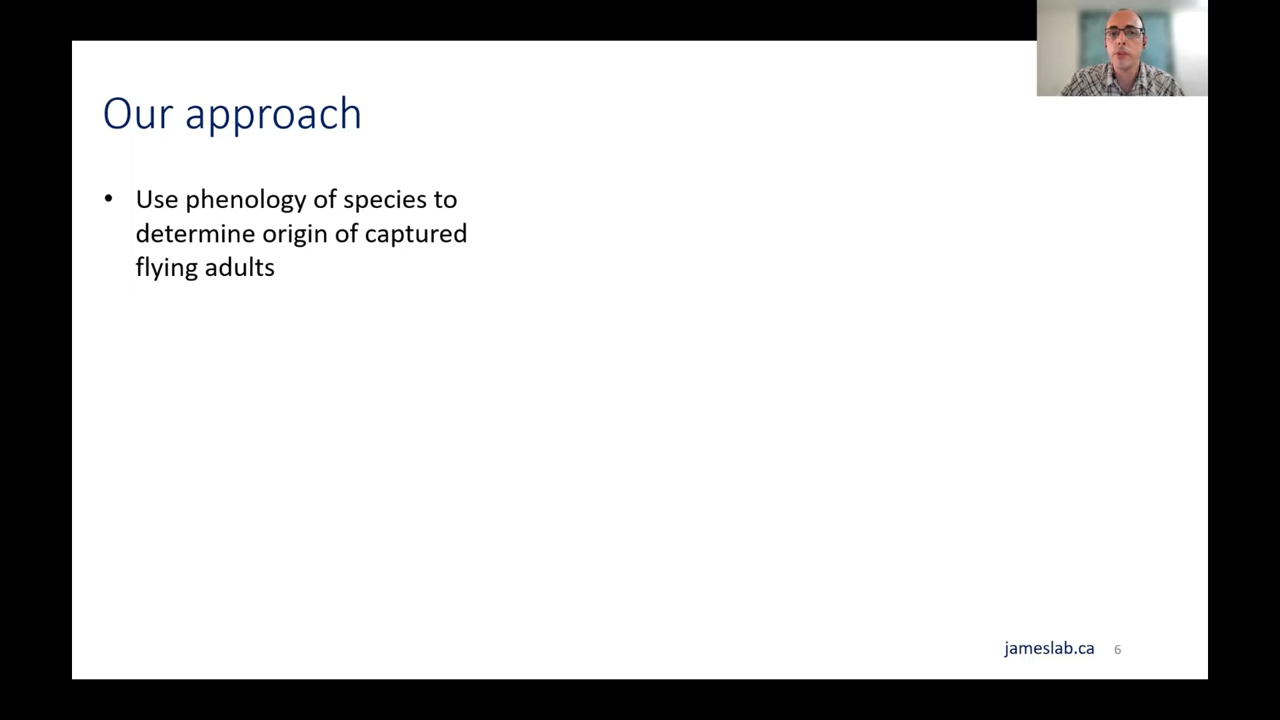 Our approach
• Use phenology of species to
determine origin of captured
flying adults
jameslab.ca 6